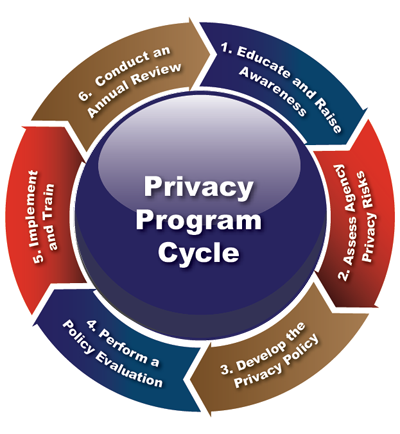 Privacy
Program
Cycle
1. Educate and Raise
Awareness
2. Assess Agency
Privacy Risks
3. Develop the
Privacy Policy
4. Perform a
Policy Evaluation
5. Implement
and Train
6. Conduct an
Annual Review